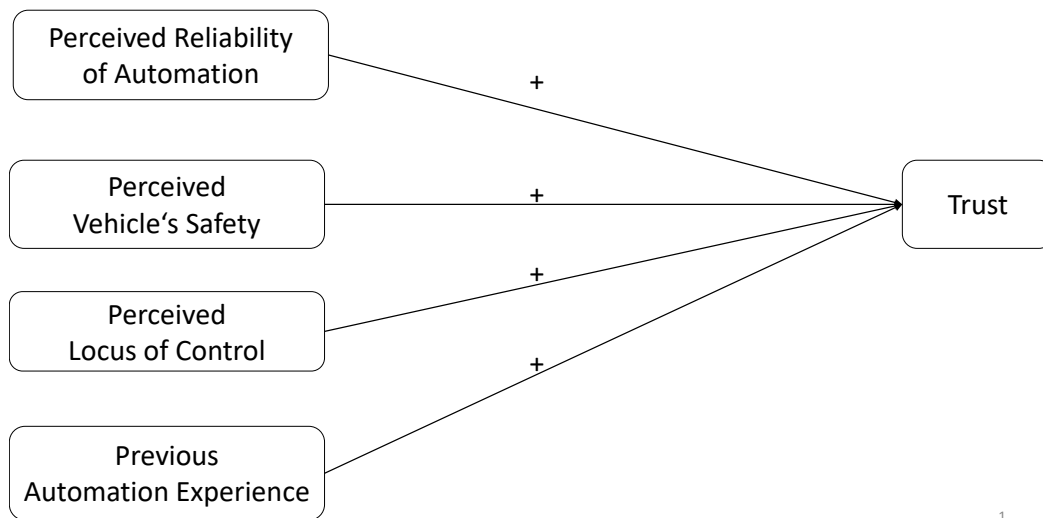 Perceived Reliability
of Automation
+
Perceived
Vehicle‘s Safety
+
Trust
+
Perceived
Locus of Control
+
Previous
Automation Experience
1